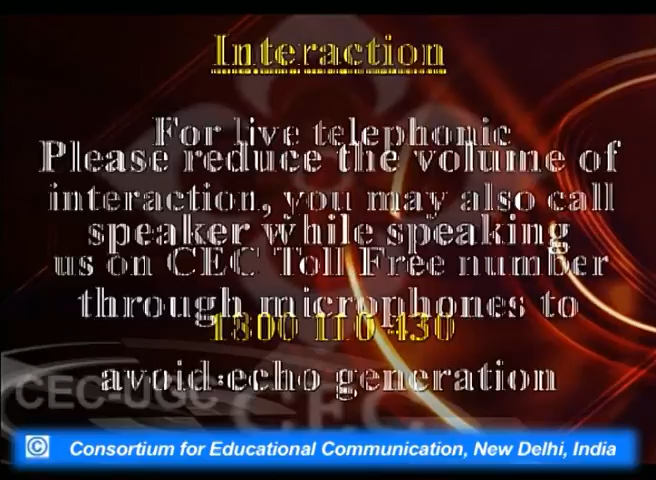 Interaction
For live telephonic
Please reduce the volume of
interaction, you may also call
speaker while speaking
us on CEC Toll Free number
through microphones to
1800 110 430
avoid echo generation
CEC-UGC
CEC
© Consortium for Educational Communication, New Delhi, India